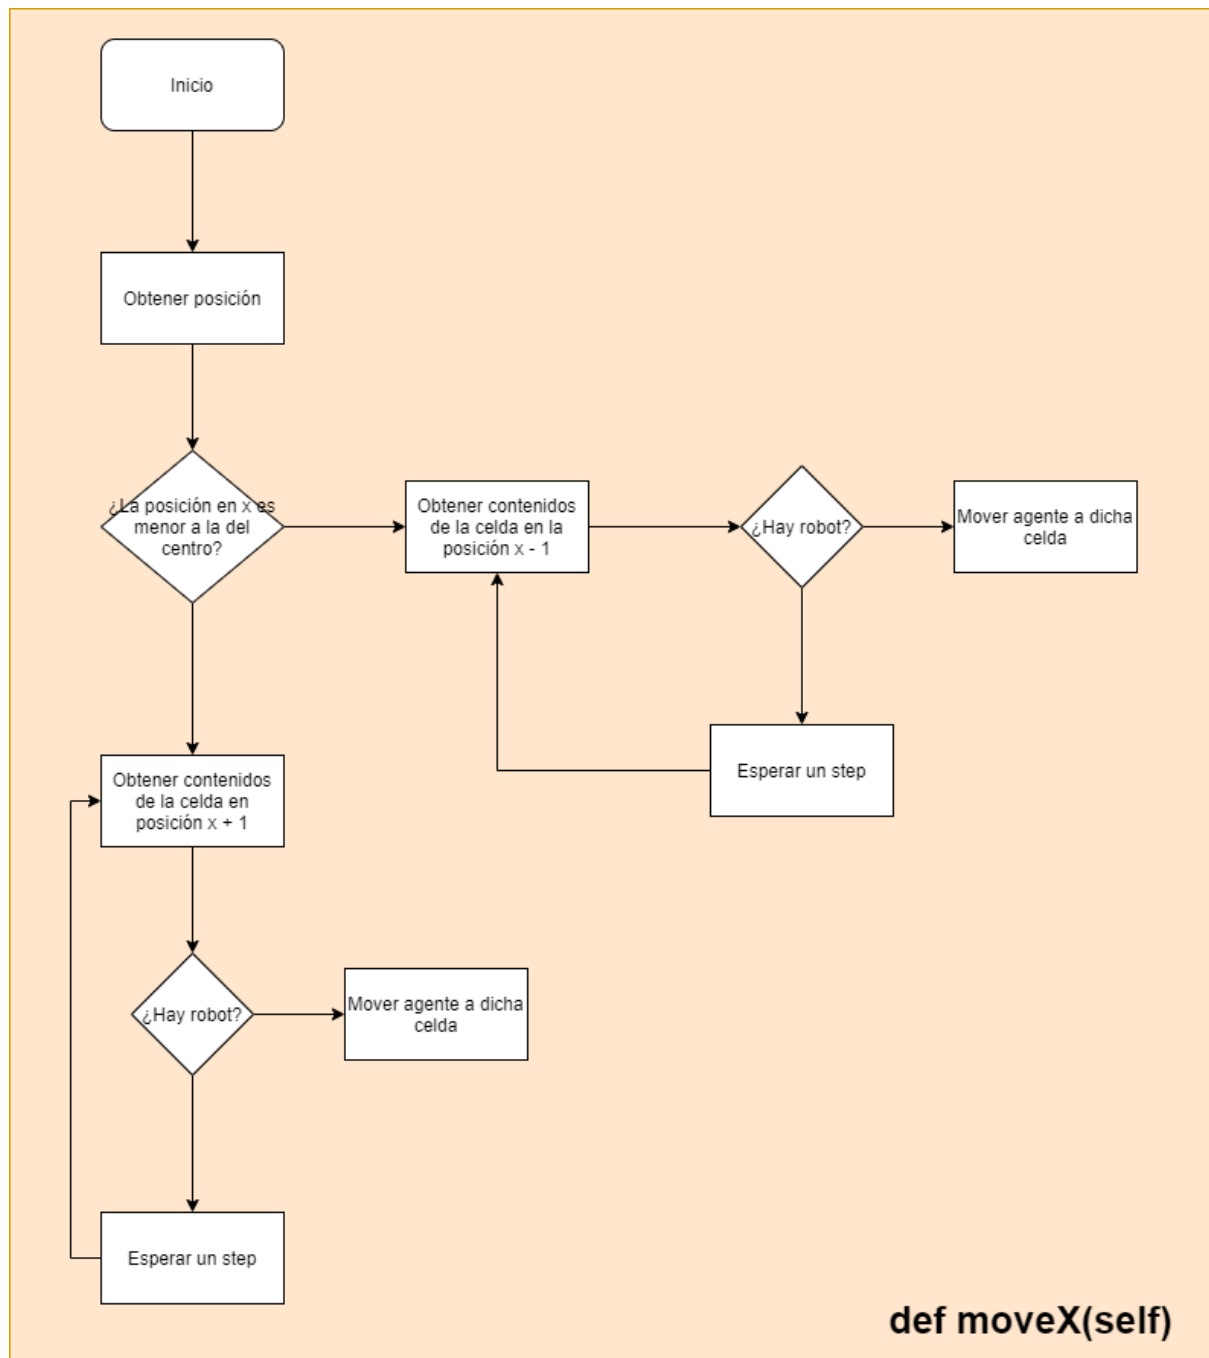 Inicio
Obtener posición
¿La posición en x es
menor a la del
centro?
Obtener contenidos
de la celda en la
posición x - 1
¿Hay robot?
Mover agente a dicha
celda
Esperar un step
Obtener contenidos
de la celda en
posición x + 1
¿Hay robot?
Mover agente a dicha
celda
Esperar un step
def moveX(self)